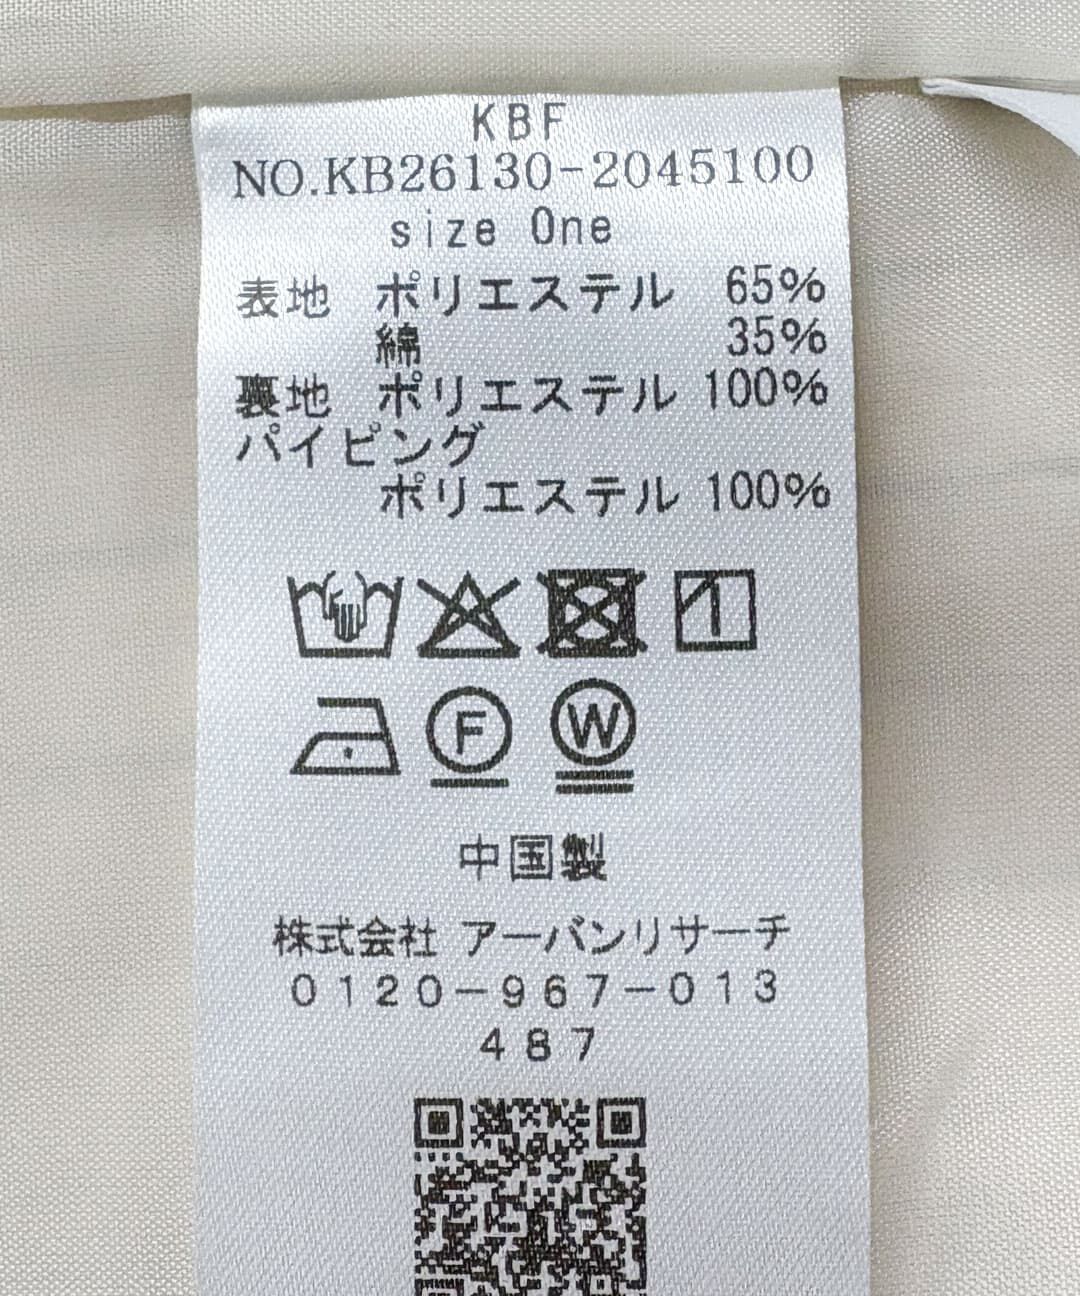 KBF
NO.KB26130-2045100
size One
表地 ポリエステル 65%
綿 35%
裏地 ポリエステル 100%
パイピング
ポリエステル 100%
F W
中国製
株式会社 アーバンリサーチ
0120-967-013
487